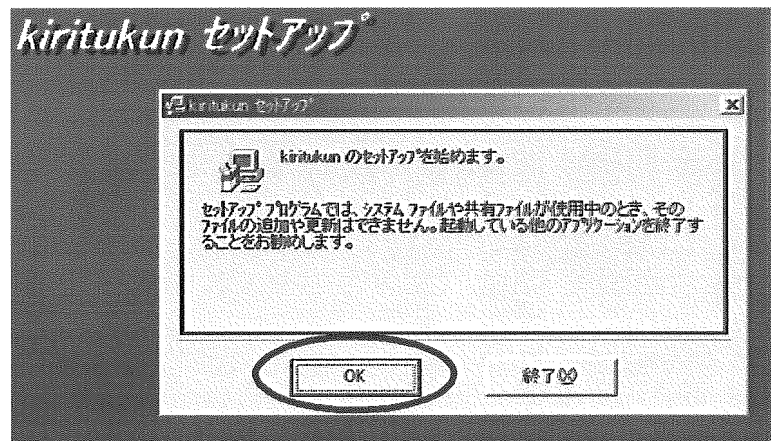 kiritukun セットアップ
kiritukun セットアップ
kiritukun のセットアップを始めます。
セットアップ プログラムでは、システム ファイルや共有ファイルが使用中のとき、その
ファイルの追加や更新はできません。起動している他のアプリケーションを終了す
ることをお勧めします。
OK
終了(X)